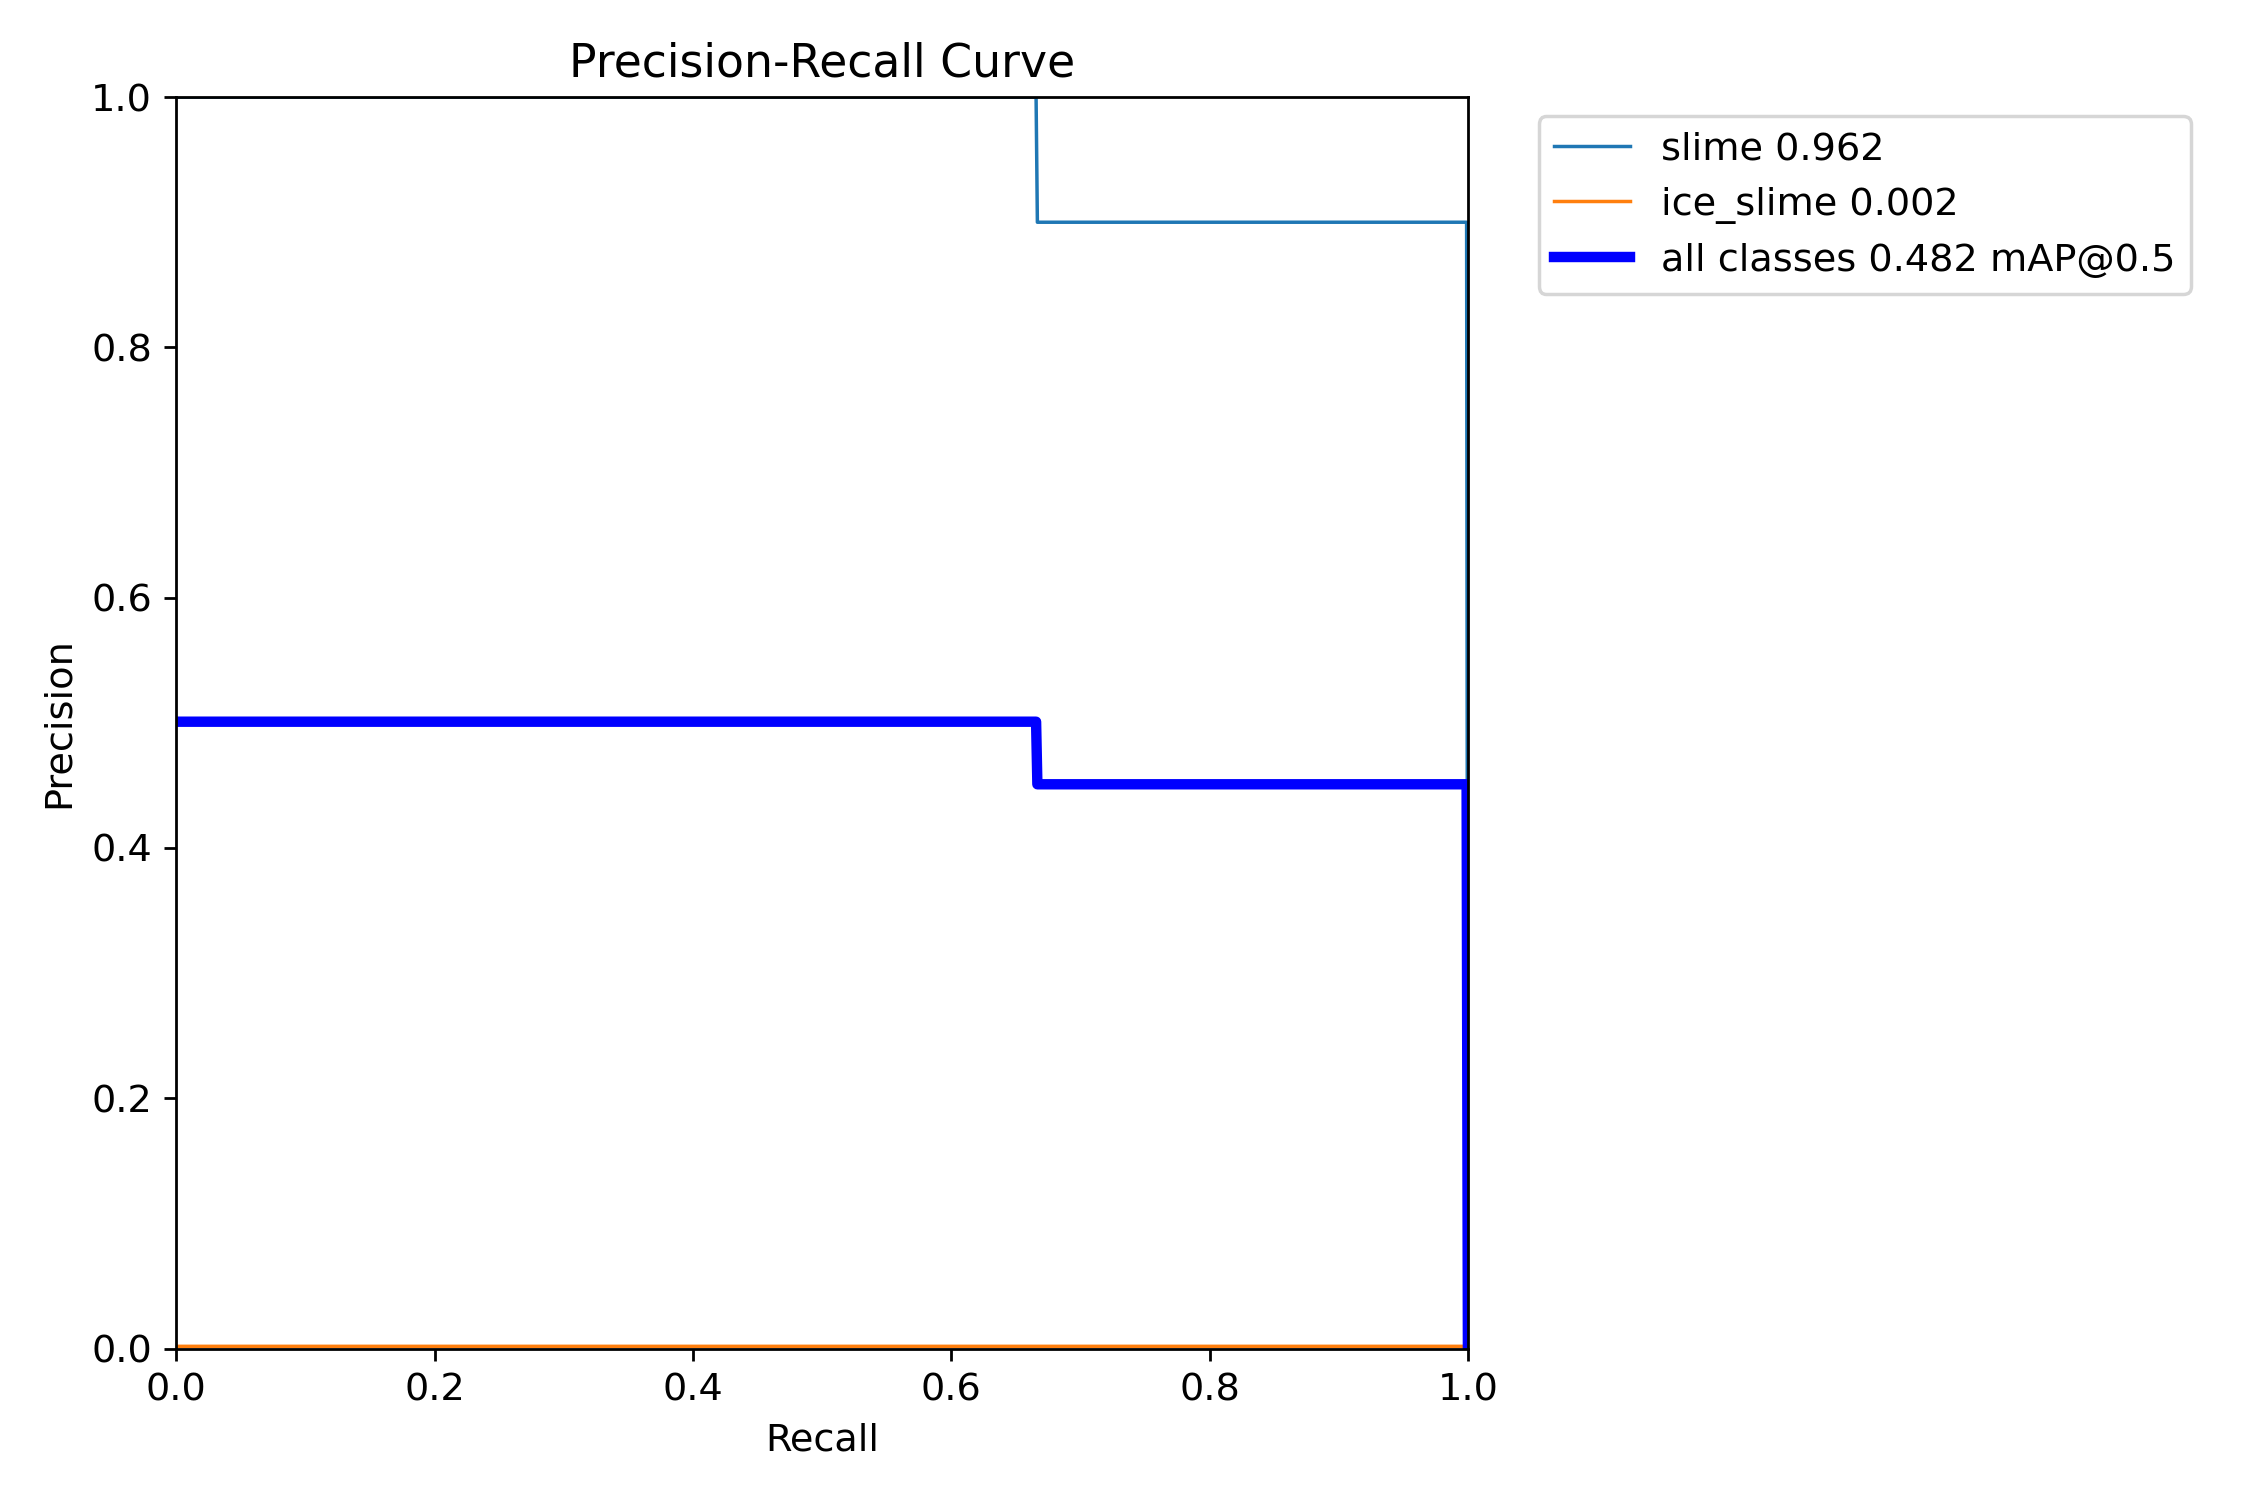 Precision-Recall Curve
1.0
0.8
0.6
0.4
0.2
0.0
Precision
0.0 0.2 0.4 0.6 0.8 1.0
Recall
slime 0.962
ice_slime 0.002
all classes 0.482 mAP@0.5